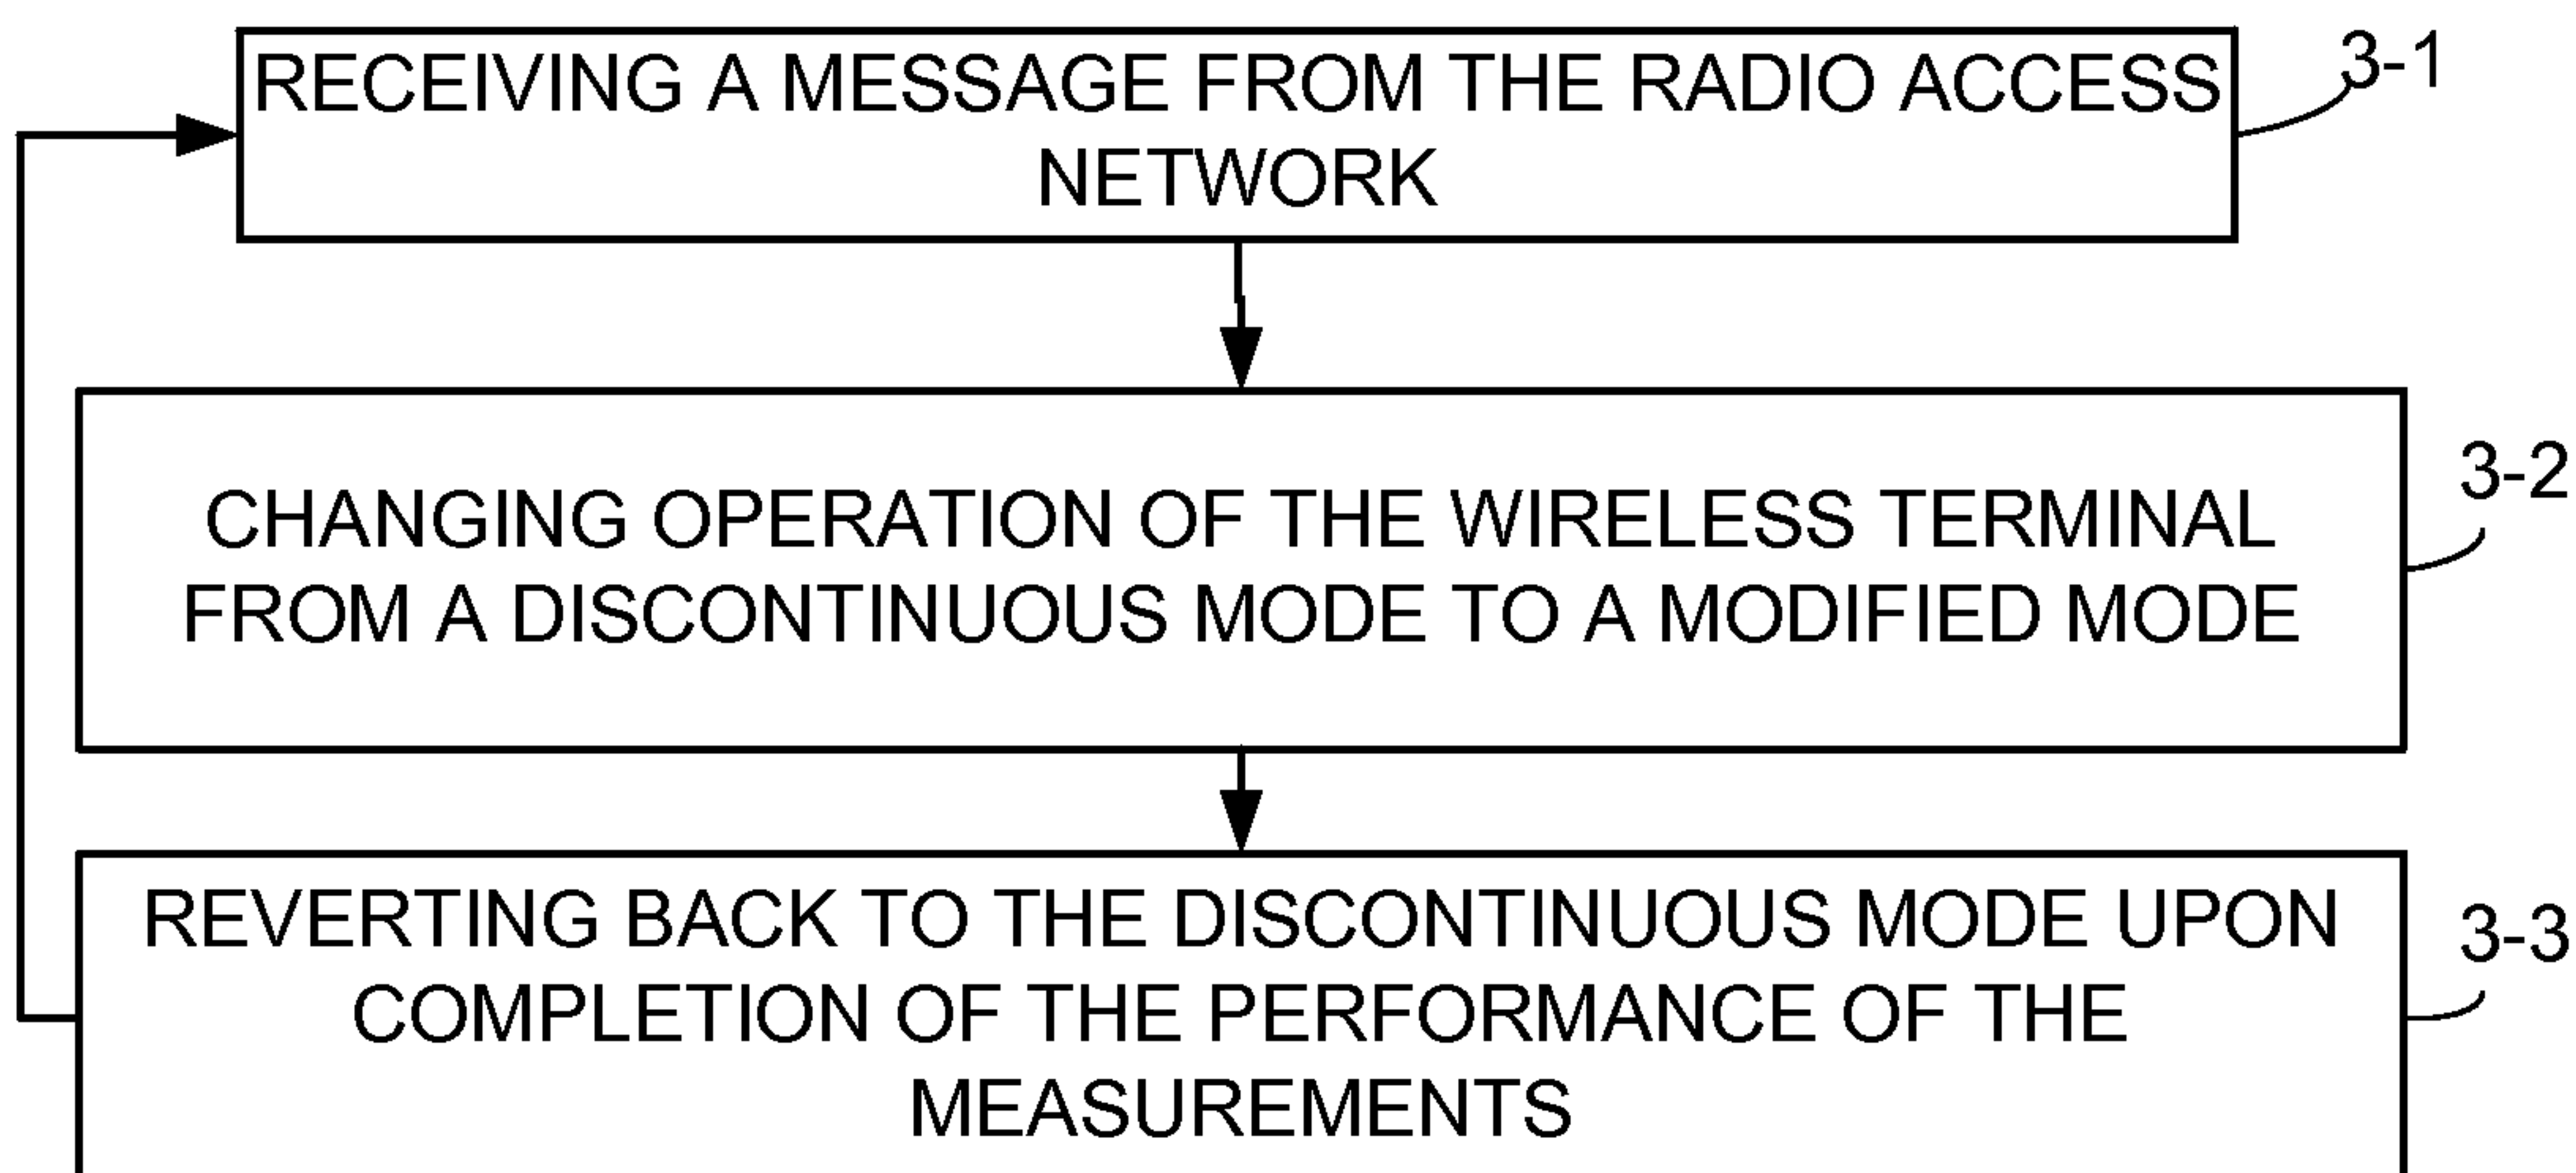 RECEIVING A MESSAGE FROM THE RADIO ACCESS
NETWORK
3-1
CHANGING OPERATION OF THE WIRELESS TERMINAL
FROM A DISCONTINUOUS MODE TO A MODIFIED MODE
3-2
REVERTING BACK TO THE DISCONTINUOUS MODE UPON
COMPLETION OF THE PERFORMANCE OF THE
MEASUREMENTS
3-3